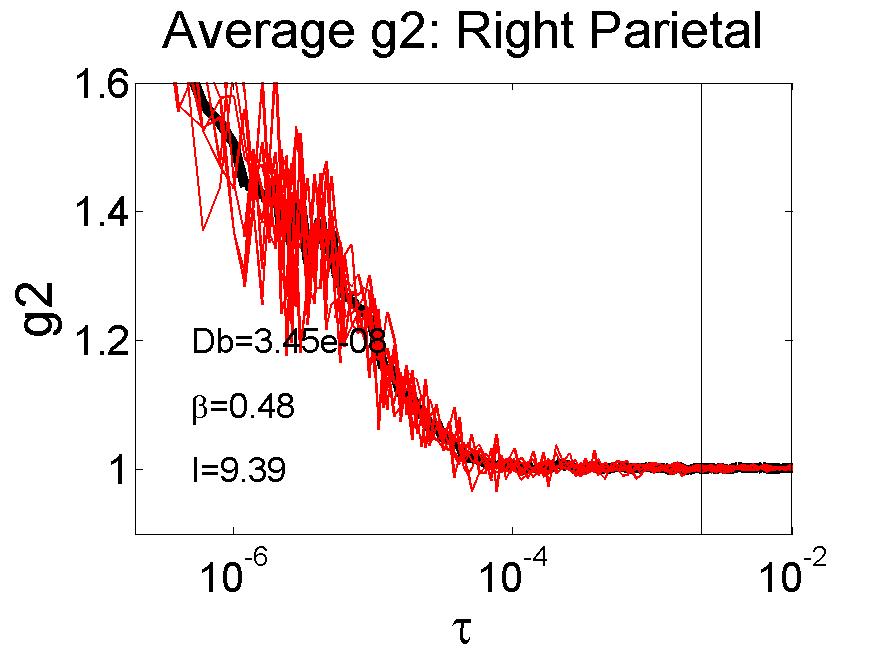 Average g2: Right Parietal
1.6
1.4
1.2
1
g2
Db=3.45e-08
β=0.48
I=9.39
10^-6
10^-4
10^-2
τ